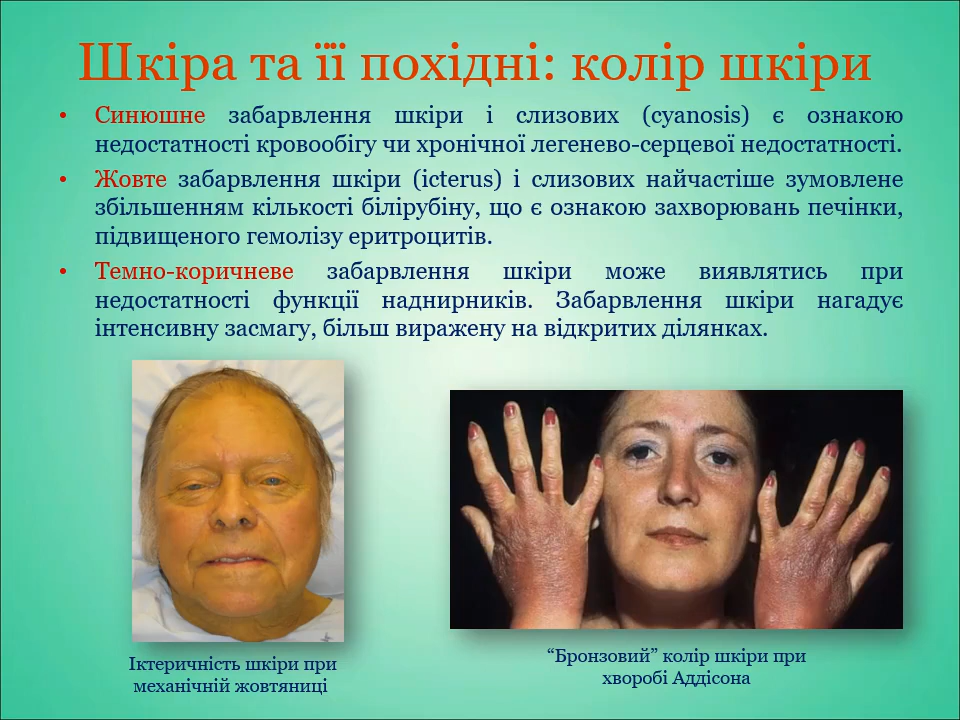 Шкіра та її похідні: колір шкіри
• Синюшне забарвлення шкіри і слизових (cyanosis) є ознакою
недостатності кровообігу чи хронічної легенево-серцевої недостатності.
• Жовте забарвлення шкіри (icterus) і слизових найчастіше зумовлене
збільшенням кількості білірубіну, що є ознакою захворювань печінки,
підвищеного гемолізу еритроцитів.
• Темно-коричневе забарвлення шкіри може виявлятись при
недостатності функції наднирників. Забарвлення шкіри нагадує
інтенсивну засмагу, більш виражену на відкритих ділянках.
Іктеричність шкіри при
механічній жовтяниці
“Бронзовий” колір шкіри при
хворобі Аддісона